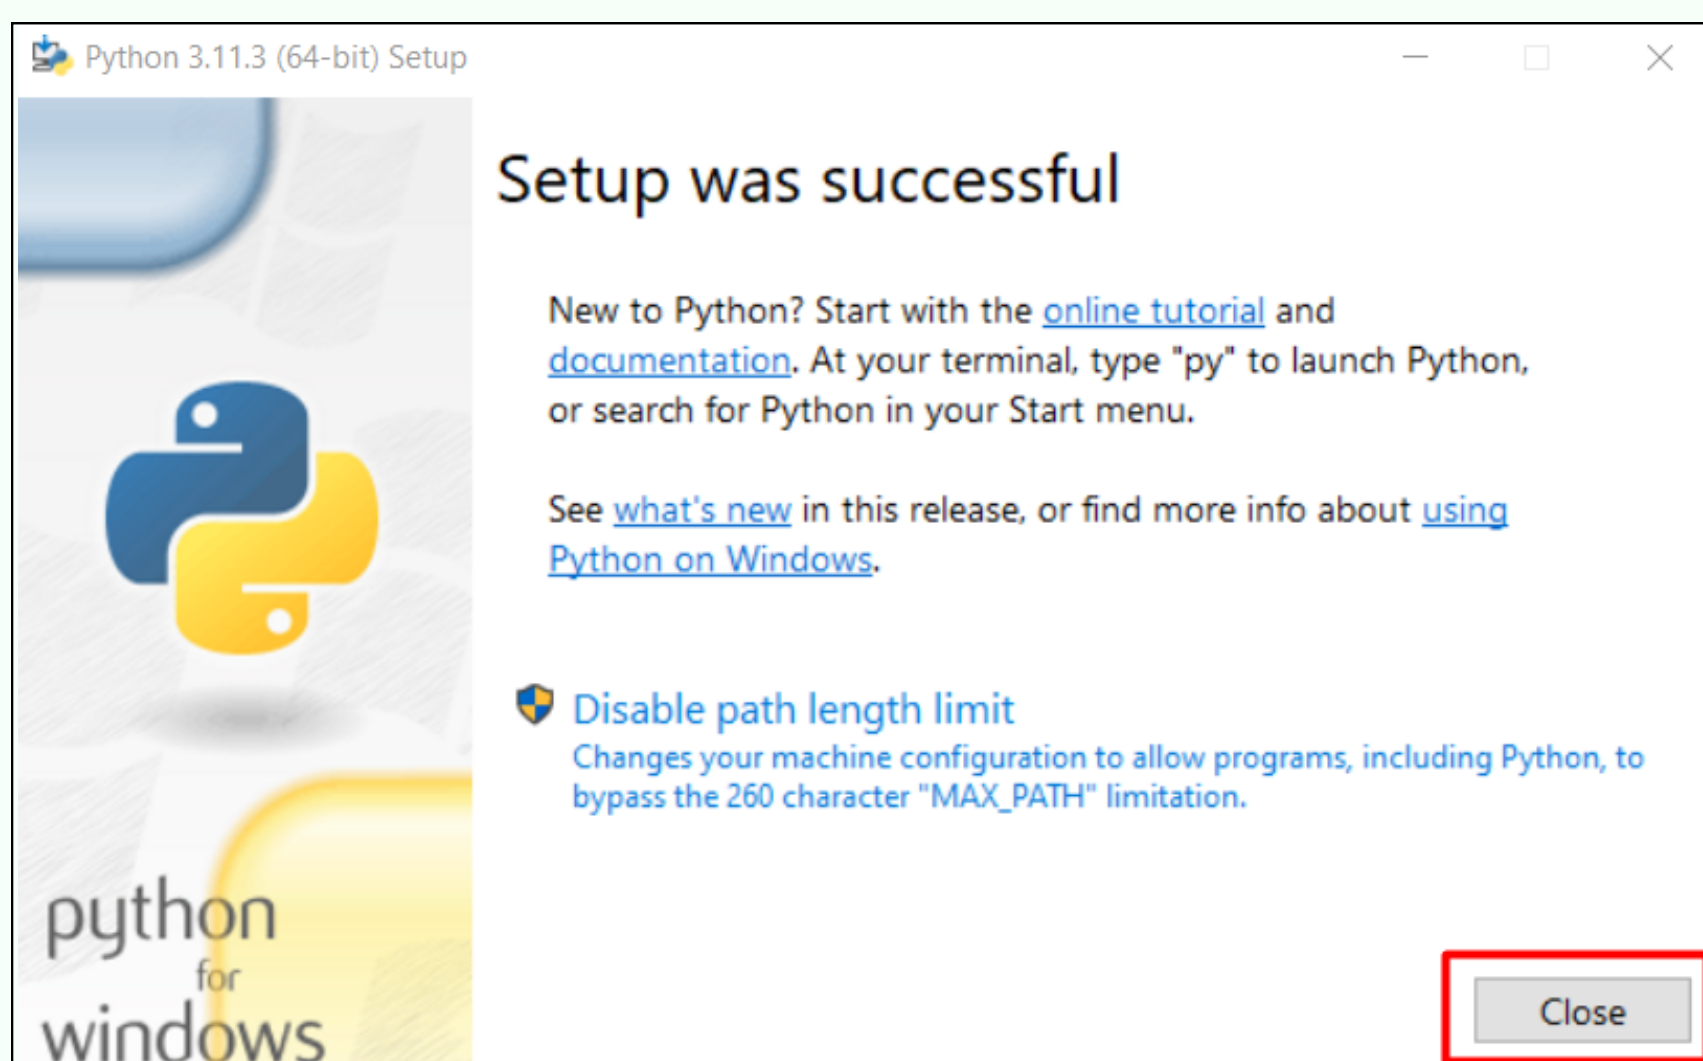 Python 3.11.3 (64-bit) Setup
Setup was successful
New to Python? Start with the online tutorial and
documentation. At your terminal, type "py" to launch Python,
or search for Python in your Start menu.
See what's new in this release, or find more info about using
Python on Windows.
Disable path length limit
Changes your machine configuration to allow programs, including Python, to
bypass the 260 character "MAX_PATH" limitation.
python
for
windows
Close